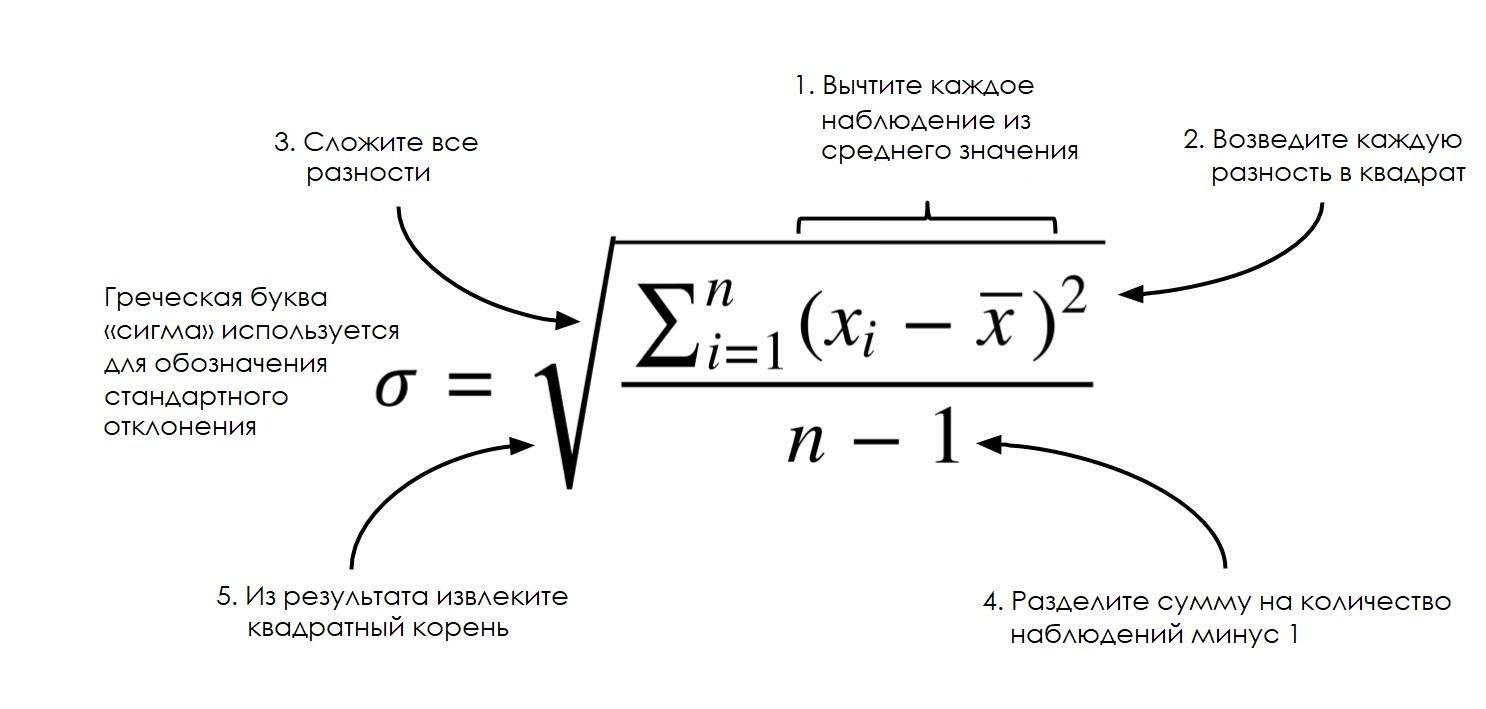 1. Вычтите каждое
наблюдение из
среднего значения
2. Возведите каждую
разность в квадрат
3. Сложите все
разности
Греческая буква
«сигма» используется
для обозначения
стандартного
отклонения
σ = √(∑ⁿᵢ₌₁(xᵢ − x̅)² / (n − 1))
5. Из результата извлеките
квадратный корень
4. Разделите сумму на количество
наблюдений минус 1